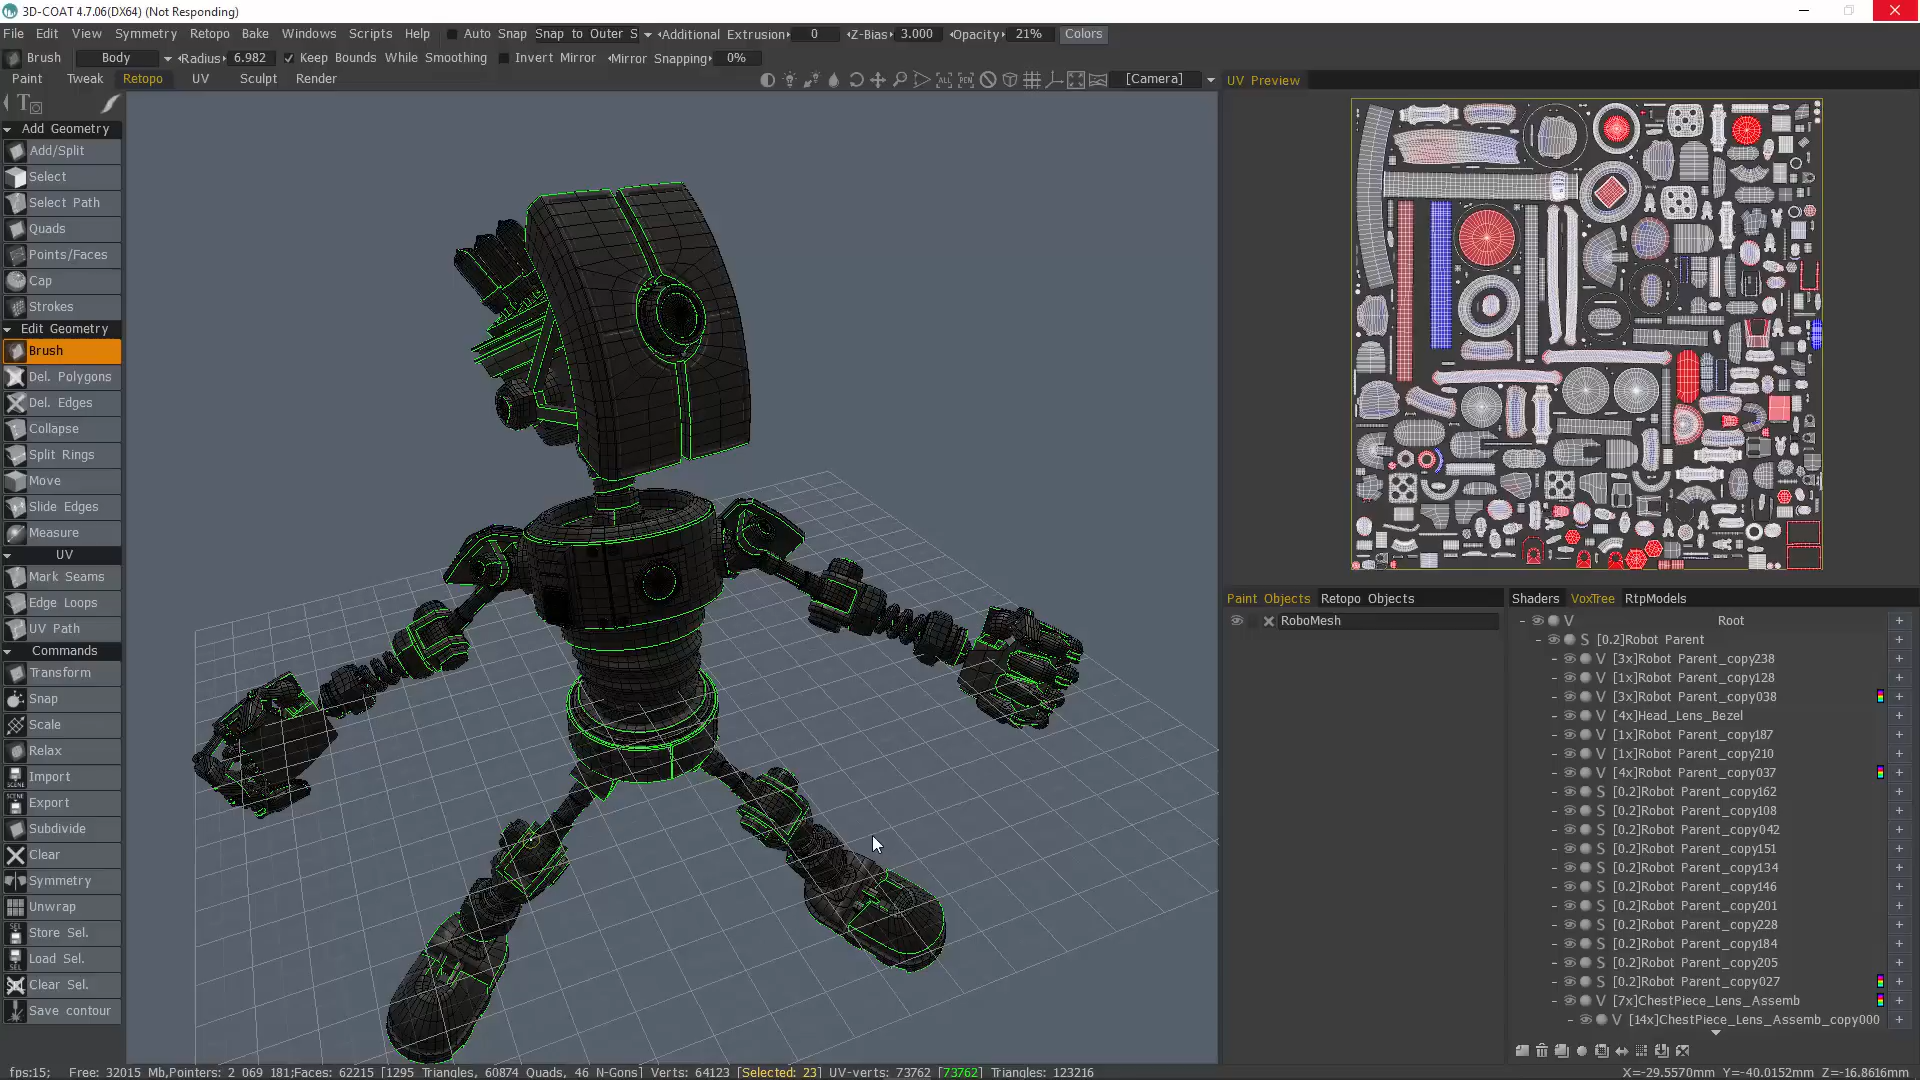 3D-COAT 4.7.06(DX64) (Not Responding)
File Edit View Symmetry Retopo Bake Windows Scripts Help Auto Snap Snap to Outer S Additional Extrusion 0 Z-Bias 3.000 Opacity 21% Colors
Brush Body Radius 6.982 Keep Bounds While Smoothing Invert Mirror Mirror Snapping 0%
Paint Tweak Retopo UV Sculpt Render [Camera] UV Preview
Add Geometry
Add/Split
Select
Select Path
Quads
Points/Faces
Cap
Strokes
Edit Geometry
Brush
Del. Polygons
Del. Edges
Collapse
Split Rings
Move
Slide Edges
Measure
UV
Mark Seams
Edge Loops
UV Path
Commands
Transform
Snap
Scale
Relax
Import
Export
Subdivide
Clear
Symmetry
Unwrap
Store Sel.
Load Sel.
Clear Sel.
Save contour
Paint Objects Retopo Objects
RoboMesh
Shaders VoxTree RtpModels
V Root
S [0.2]Robot Parent
V [3x]Robot Parent_copy238
V [1x]Robot Parent_copy128
V [3x]Robot Parent_copy038
V [4x]Head_Lens_Bezel
V [1x]Robot Parent_copy187
V [1x]Robot Parent_copy210
V [4x]Robot Parent_copy037
S [0.2]Robot Parent_copy162
S [0.2]Robot Parent_copy108
S [0.2]Robot Parent_copy042
S [0.2]Robot Parent_copy151
S [0.2]Robot Parent_copy134
S [0.2]Robot Parent_copy146
S [0.2]Robot Parent_copy201
S [0.2]Robot Parent_copy228
S [0.2]Robot Parent_copy184
S [0.2]Robot Parent_copy205
S [0.2]Robot Parent_copy027
V [7x]ChestPiece_Lens_Assemb
V [14x]ChestPiece_Lens_Assemb_copy000
fps:15; Free: 32015 Mb,Pointers: 2 069 181;Faces: 62215 [1295 Triangles, 60874 Quads, 46 N-Gons] Verts: 64123 [Selected: 23] UV-verts: 73762 [73762] Triangles: 123216 X=-29.5570mm Y=-40.0152mm Z=-16.8616mm